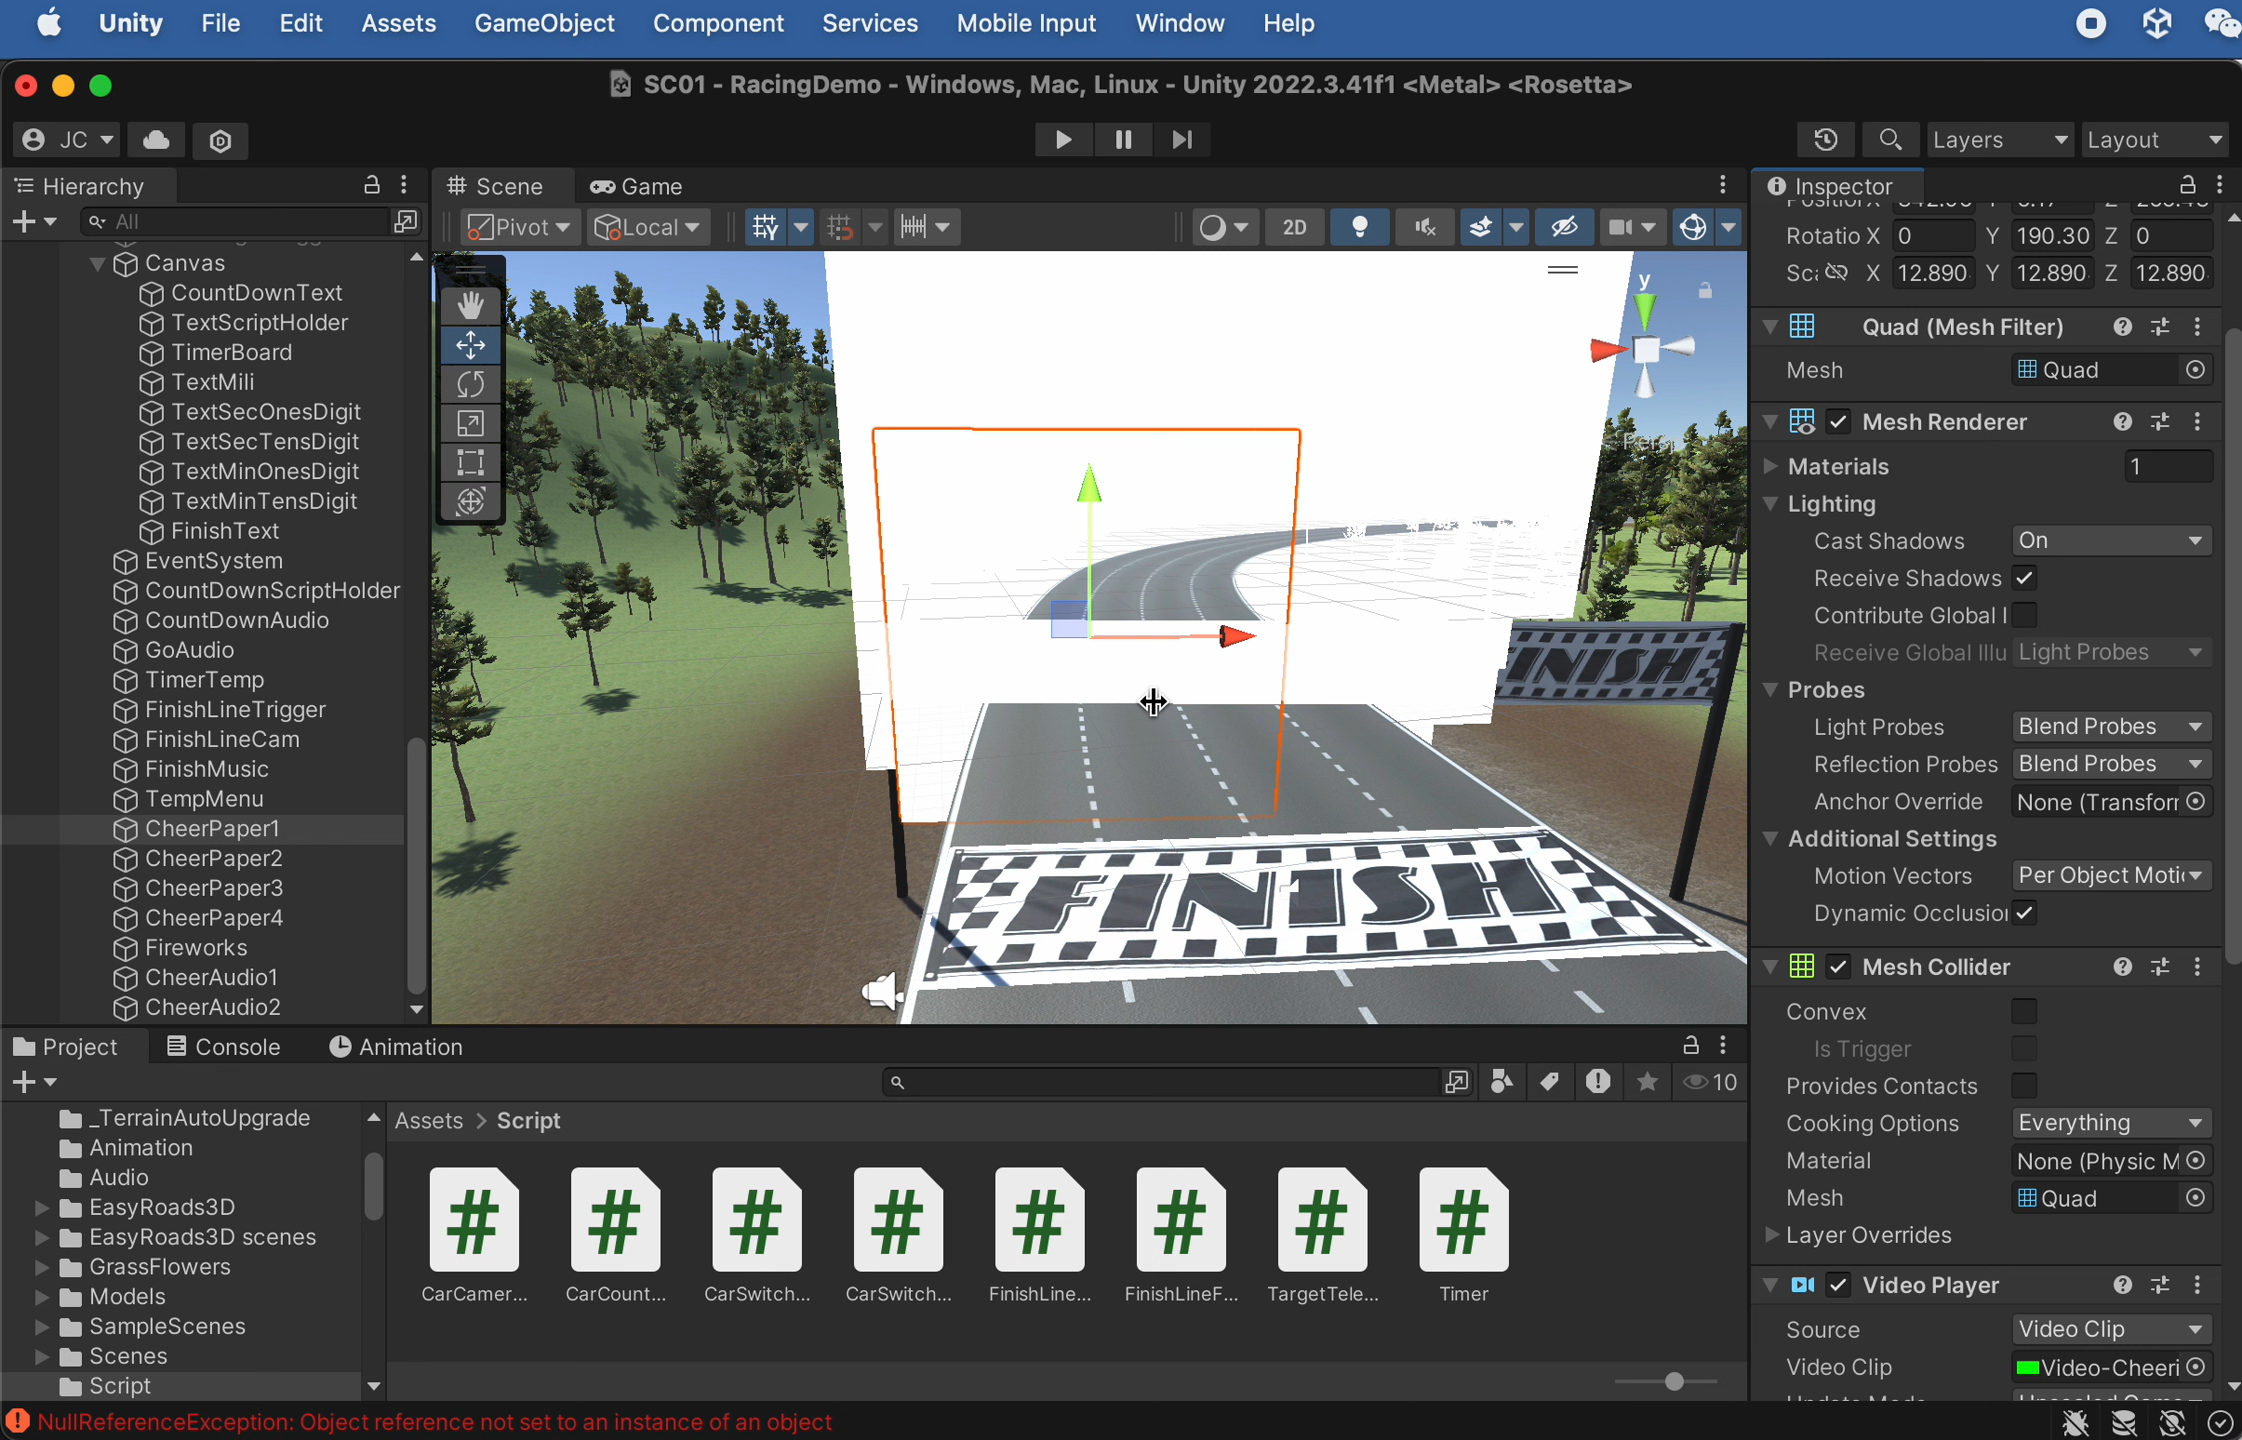 Unity File Edit Assets GameObject Component Services Mobile Input Window Help
SC01 - RacingDemo - Windows, Mac, Linux - Unity 2022.3.41f1 <Metal> <Rosetta>
JC
Layers Layout
Hierarchy
All
Canvas
CountDownText
TextScriptHolder
TimerBoard
TextMili
TextSecOnesDigit
TextSecTensDigit
TextMinOnesDigit
TextMinTensDigit
FinishText
EventSystem
CountDownScriptHolder
CountDownAudio
GoAudio
TimerTemp
FinishLineTrigger
FinishLineCam
FinishMusic
TempMenu
CheerPaper1
CheerPaper2
CheerPaper3
CheerPaper4
Fireworks
CheerAudio1
CheerAudio2
Scene Game
Pivot Local 2D
y
FINISH
FINISH
Inspector
Rotatio X 0 Y 190.30 Z 0
Sc X 12.890 Y 12.890 Z 12.890
Quad (Mesh Filter)
Mesh Quad
Mesh Renderer
Materials 1
Lighting
Cast Shadows On
Receive Shadows
Contribute Global I
Receive Global Illu Light Probes
Probes
Light Probes Blend Probes
Reflection Probes Blend Probes
Anchor Override None (Transforr
Additional Settings
Motion Vectors Per Object Moti
Dynamic Occlusio
Mesh Collider
Convex
Is Trigger
Provides Contacts
Cooking Options Everything
Material None (Physic M
Mesh Quad
Layer Overrides
Video Player
Source Video Clip
Video Clip Video-Cheeri
Project Console Animation
10
_TerrainAutoUpgrade
Animation
Audio
EasyRoads3D
EasyRoads3D scenes
GrassFlowers
Models
SampleScenes
Scenes
Script
Assets > Script
CarCamer... CarCount... CarSwitch... CarSwitch... FinishLine... FinishLineF... TargetTele... Timer
NullReferenceException: Object reference not set to an instance of an object